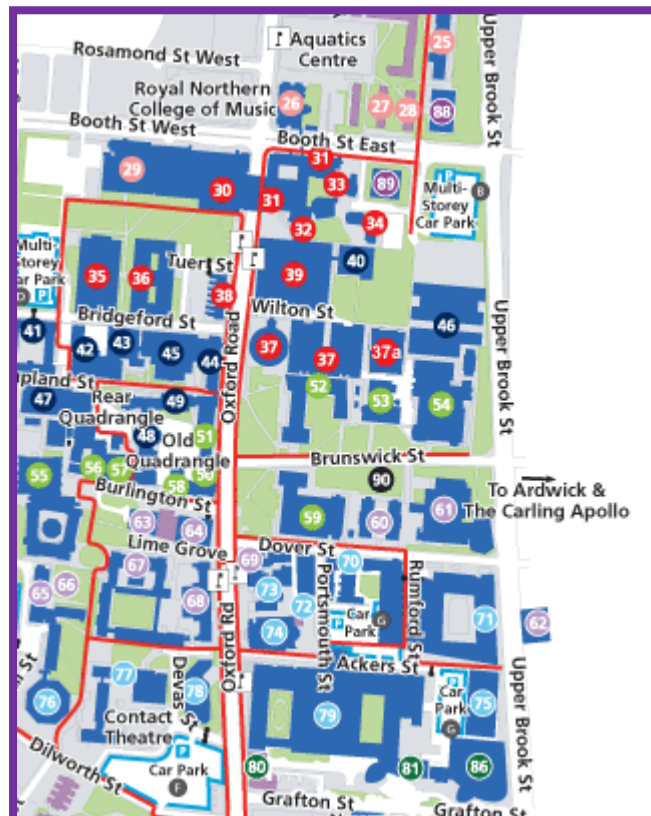 Rosamond St West
Aquatics
Centre
25
Upper Brook St
Royal Northern
College of Music
26
27
28
88
Booth St West
Booth St East
29
30
31
31
33
89
Multi-
Storey
Car Park
P
B
32
34
40
35
36
Tuer St
38
39
Multi
Storey
Car Park
P
D
Bridgeford St
Wilton St
41
42
43
45
44
Oxford Road
37
37
37a
46
Upper Brook St
upland St
47
Rear
Quadrangle
49
48
Old
Quadrangle
51
50
52
53
54
Brunswick St
55
56
57
58
Burlington St
90
To Ardwick &
The Carling Apollo
59
60
61
63
64
Lime Grove
Dover St
65
66
67
68
69
70
73
72
74
Portsmouth St
Car
Park
G
Rumford St
71
62
Oxford Rd
Ackers St
76
77
Devas St
78
Contact
Theatre
P
Car Park
F
79
P
Car
Park
G
75
Upper Brook St
Dilworth St
80
81
86
Grafton St
Grafton St